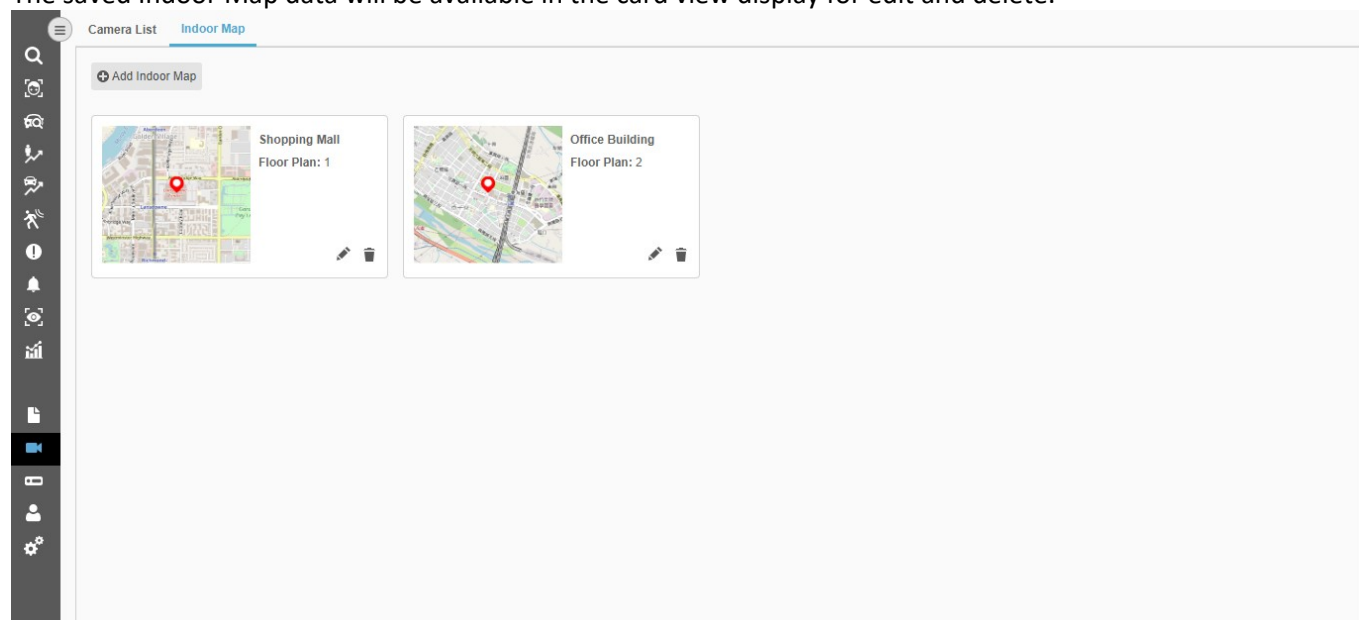 The saved Indoor Map data will be available in the card view display for edit and delete.
Camera List Indoor Map
Add Indoor Map
Shopping Mall
Floor Plan: 1
Office Building
Floor Plan: 2